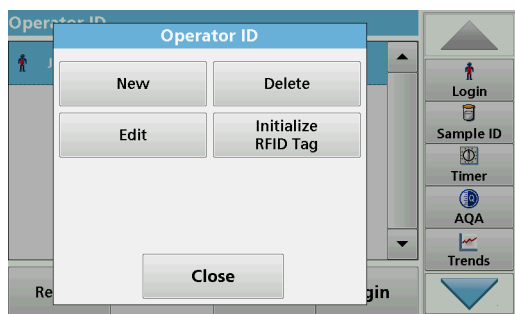 Operator ID
Operator ID
J
New
Delete
Edit
Initialize
RFID Tag
Close
Re
gin
Login
Sample ID
Timer
AQA
Trends